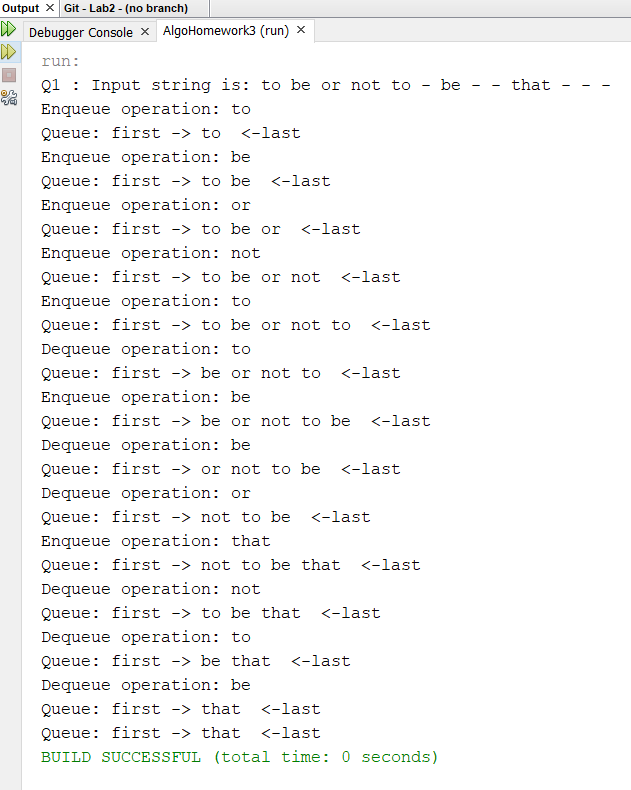 Output × Git - Lab2 - (no branch)
Debugger Console × AlgoHomework3 (run) ×
run:
Q1 : Input string is: to be or not to - be - - that - - -
Enqueue operation: to
Queue: first -> to  <-last
Enqueue operation: be
Queue: first -> to be  <-last
Enqueue operation: or
Queue: first -> to be or  <-last
Enqueue operation: not
Queue: first -> to be or not  <-last
Enqueue operation: to
Queue: first -> to be or not to  <-last
Dequeue operation: to
Queue: first -> be or not to  <-last
Enqueue operation: be
Queue: first -> be or not to be  <-last
Dequeue operation: be
Queue: first -> or not to be  <-last
Dequeue operation: or
Queue: first -> not to be  <-last
Enqueue operation: that
Queue: first -> not to be that  <-last
Dequeue operation: not
Queue: first -> to be that  <-last
Dequeue operation: to
Queue: first -> be that  <-last
Dequeue operation: be
Queue: first -> that  <-last
Queue: first -> that  <-last
BUILD SUCCESSFUL (total time: 0 seconds)